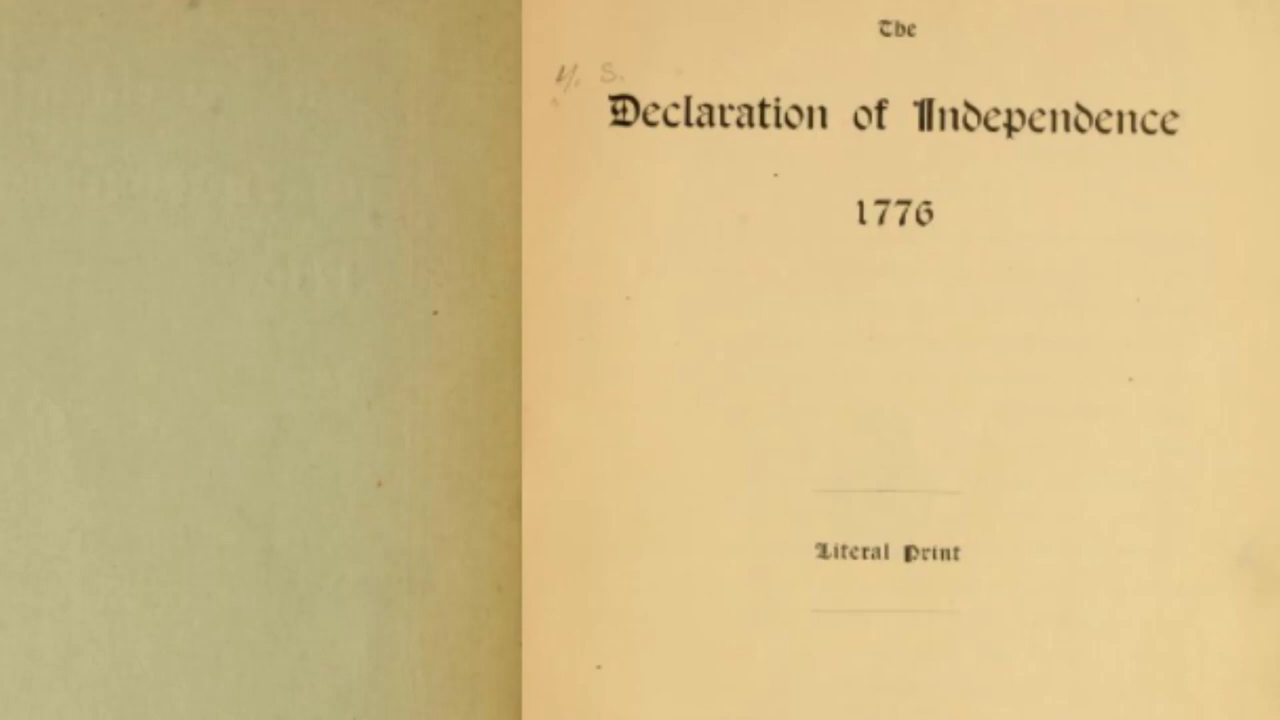 The
U. S.
Declaration of Independence
1776
Literal Print